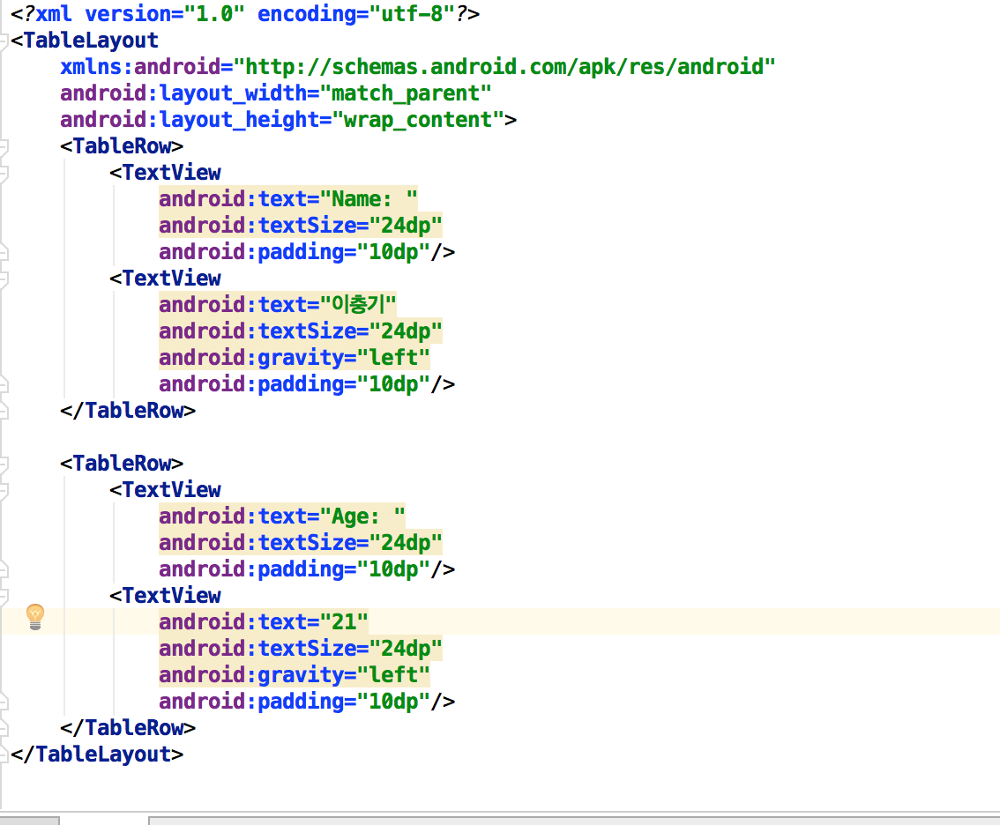 <?xml version="1.0" encoding="utf-8"?>
<TableLayout
xmlns:android="http://schemas.android.com/apk/res/android"
android:layout_width="match_parent"
android:layout_height="wrap_content">
<TableRow>
<TextView
android:text="Name: "
android:textSize="24dp"
android:padding="10dp"/>
<TextView
android:text="이충기"
android:textSize="24dp"
android:gravity="left"
android:padding="10dp"/>
</TableRow>
<TableRow>
<TextView
android:text="Age: "
android:textSize="24dp"
android:padding="10dp"/>
<TextView
android:text="21"
android:textSize="24dp"
android:gravity="left"
android:padding="10dp"/>
</TableRow>
</TableLayout>